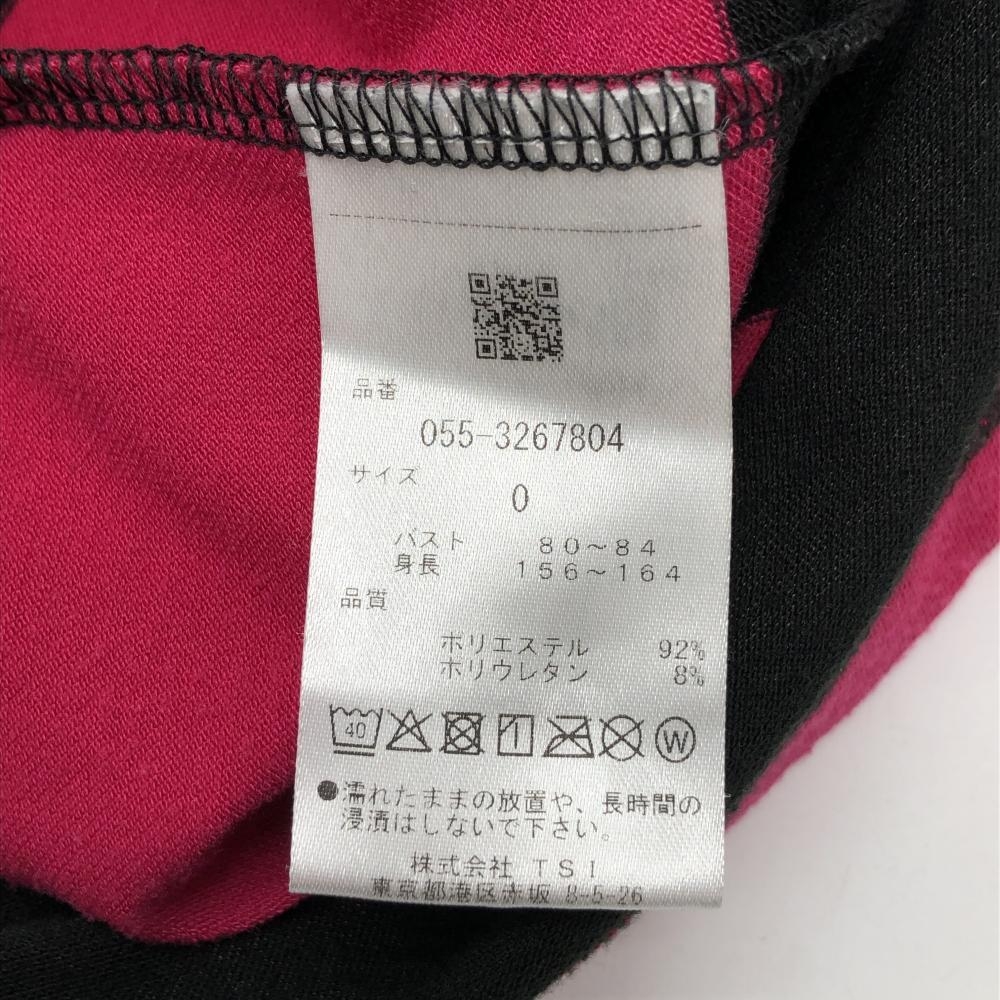 品番
055-3267804
サイズ
0
バスト 80~84
身長 156~164
品質
ポリエステル 92%
ポリウレタン 8%
40
W
●濡れたままの放置や、長時間の
浸漬はしないで下さい。
株式会社 TSI
東京都港区赤坂 8-5-26